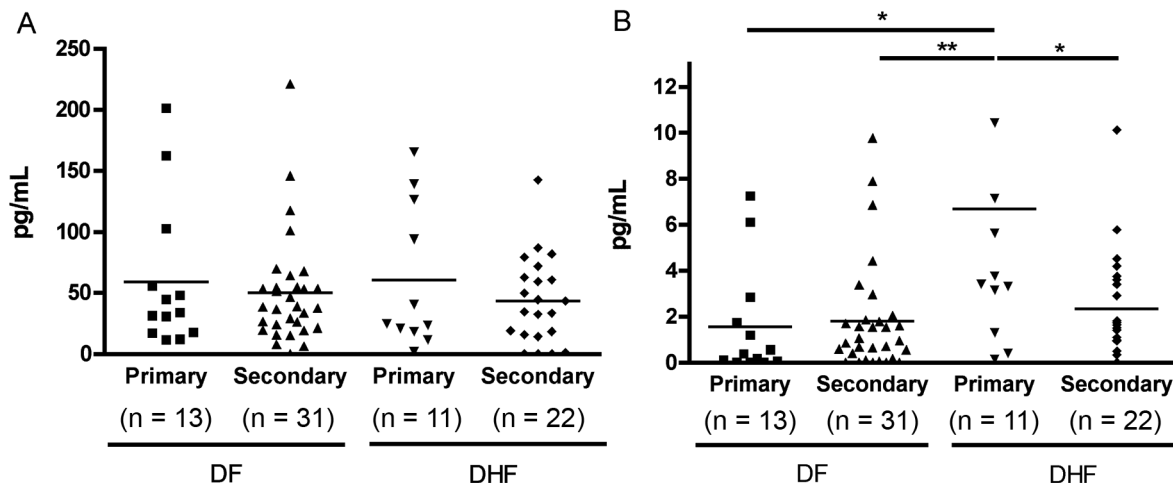 A
pg/mL
250
200
150
100
50
0
Primary Secondary Primary Secondary
(n = 13) (n = 31) (n = 11) (n = 22)
DF DHF
B
* 
** *
pg/mL
12
10
8
6
4
2
0
Primary Secondary Primary Secondary
(n = 13) (n = 31) (n = 11) (n = 22)
DF DHF